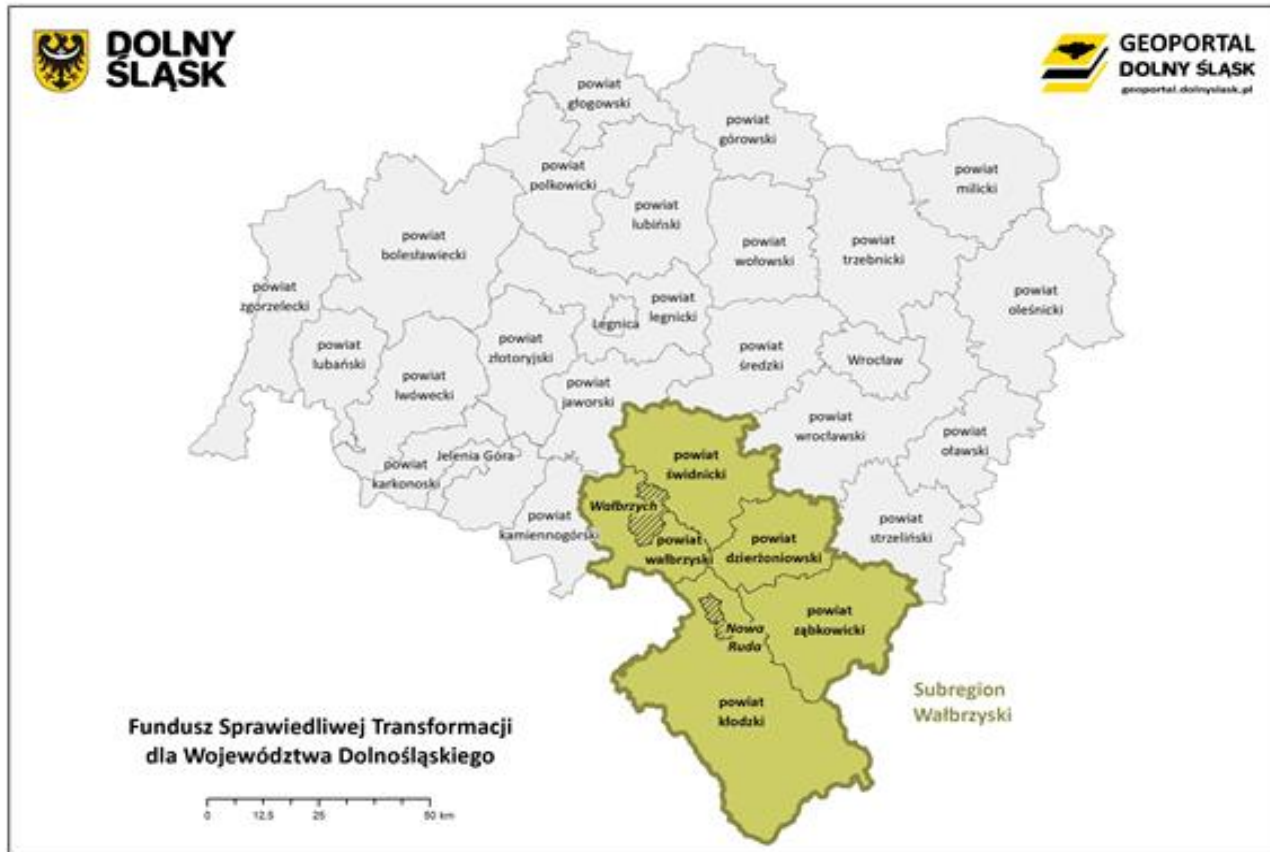 DOLNY
ŚLĄSK
GEOPORTAL
DOLNY ŚLĄSK
geoportal.dolnyslask.pl
powiat
głogowski
powiat
górowski
powiat
milicki
powiat
polkowicki
powiat
lubiński
powiat
bolesławiecki
powiat
wołowski
powiat
trzebnicki
powiat
zgorzelecki
powiat
oleśnicki
powiat
legnicki
Legnica
powiat
lubański
powiat
złotoryjski
powiat
średzki
Wrocław
powiat
lwówecki
powiat
jaworski
powiat
wrocławski
powiat
oławski
Jelenia Góra
powiat
karkonoski
powiat
świdnicki
Wałbrzych
powiat
kamiennogórski
powiat
wałbrzyski
powiat
dzierżoniowski
powiat
strzeliński
Nowa
Ruda
powiat
ząbkowicki
powiat
kłodzki
Subregion
Wałbrzyski
Fundusz Sprawiedliwej Transformacji
dla Województwa Dolnośląskiego
0 12,5 25 50 km